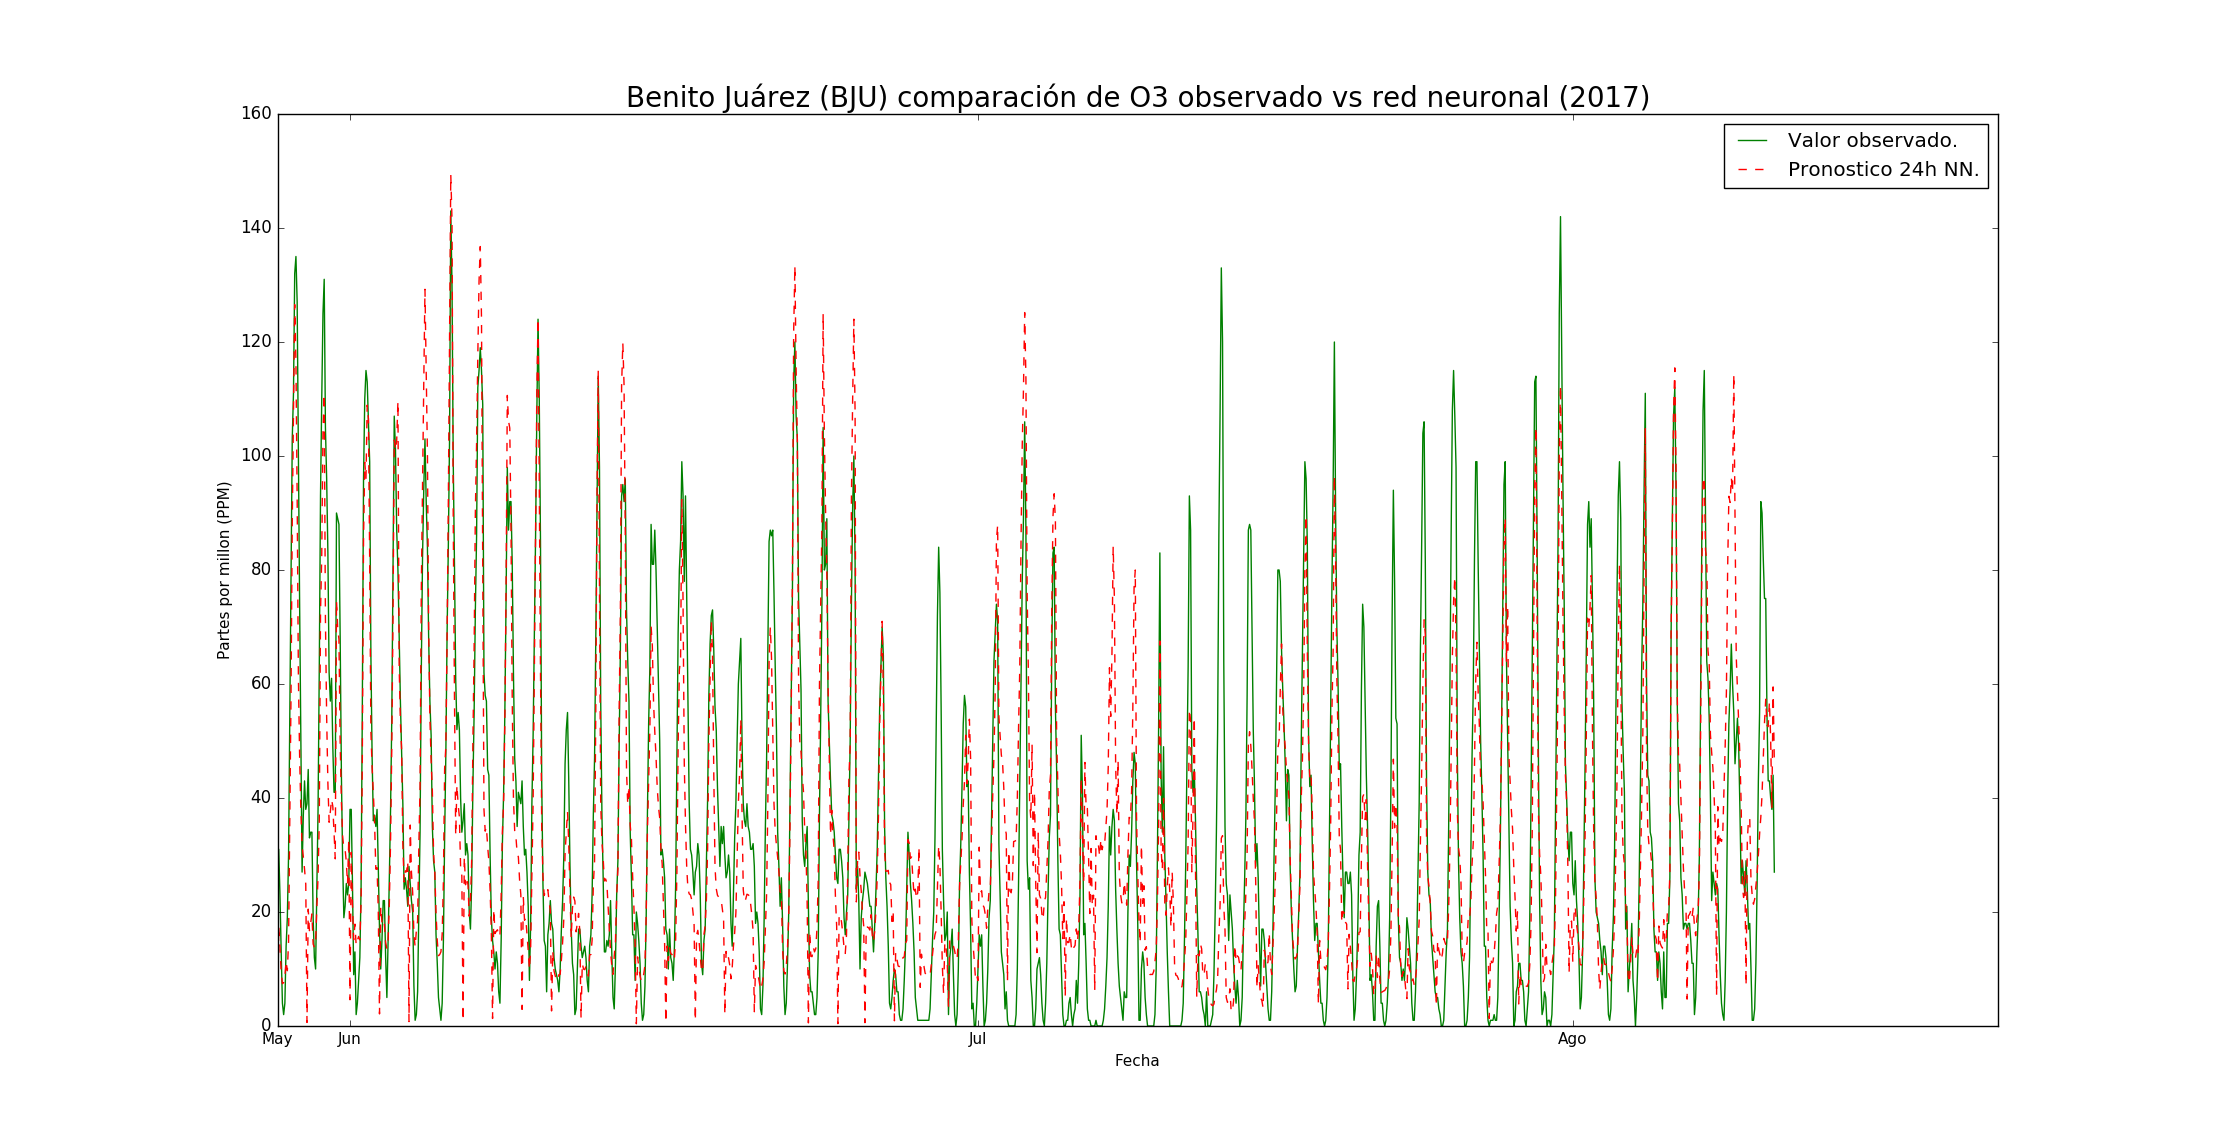 Benito Juárez (BJU) comparación de O3 observado vs red neuronal (2017)
Valor observado.
Pronostico 24h NN.
Partes por millon (PPM)
160
140
120
100
80
60
40
20
0
May Jun Jul Ago
Fecha